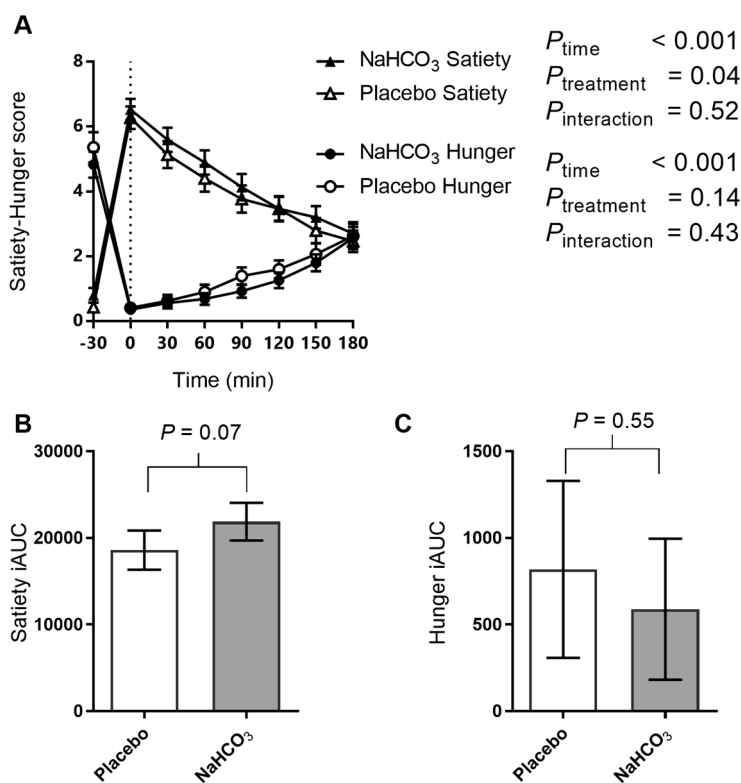 A
Satiety-Hunger score
8
6
4
2
0
-30 0 30 60 90 120 150 180
Time (min)
NaHCO₃ Satiety
Placebo Satiety
NaHCO₃ Hunger
Placebo Hunger
Ptime < 0.001
Ptreatment = 0.04
Pinteraction = 0.52
Ptime < 0.001
Ptreatment = 0.14
Pinteraction = 0.43
B
P = 0.07
Satiety iAUC
30000
20000
10000
0
Placebo
NaHCO₃
C
P = 0.55
Hunger iAUC
1500
1000
500
0
Placebo
NaHCO₃